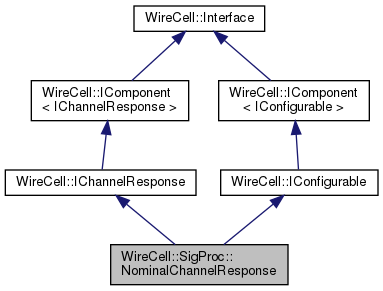 WireCell::Interface
WireCell::IComponent
< IChannelResponse >
WireCell::IComponent
< IConfigurable >
WireCell::IChannelResponse
WireCell::IConfigurable
WireCell::SigProc::
NominalChannelResponse